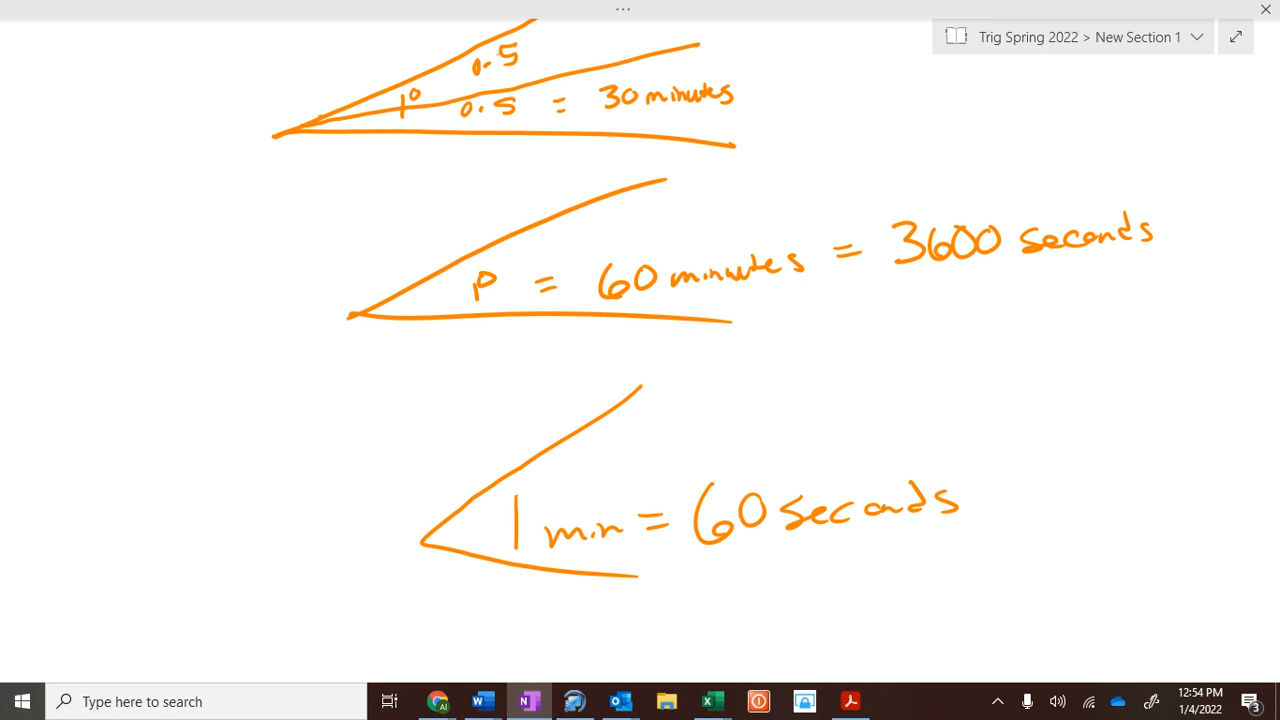 ...
Trig Spring 2022 > New Section 1
0.5
1° 0.5 = 30 minutes
1° = 60 minutes = 3600 seconds
1 min = 60 seconds
Type here to search
12:54 PM
1/4/2022
3